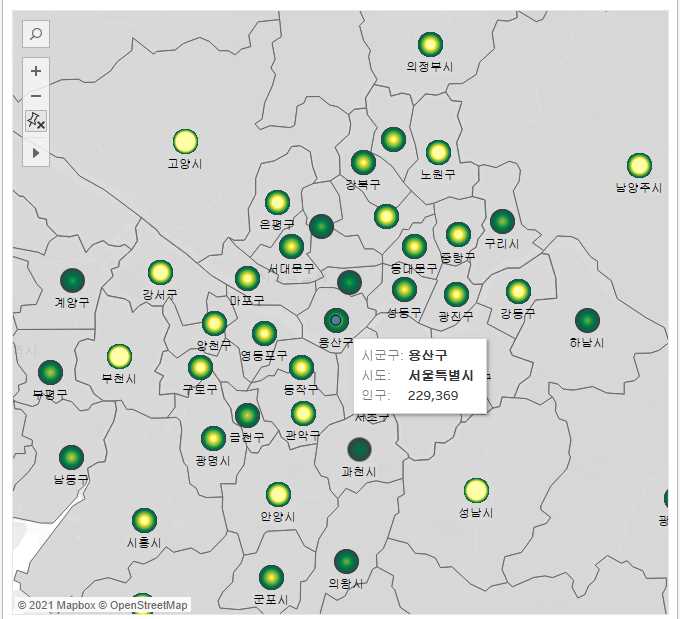 의정부시
고양시
강북구
노원구
남양주시
은평구
구리시
서대문구
동대문구
중랑구
계양구
강서구
마포구
성동구
광진구
강동구
양천구
용산구
하남시
영등포구
시군구: 용산구
시도: 서울특별시
인구: 229,369
부천시
부평구
구로구
동작구
서초구
금천구
관악구
광명시
과천시
남동구
안양시
성남시
시흥시
의왕시
군포시
© 2021 Mapbox © OpenStreetMap